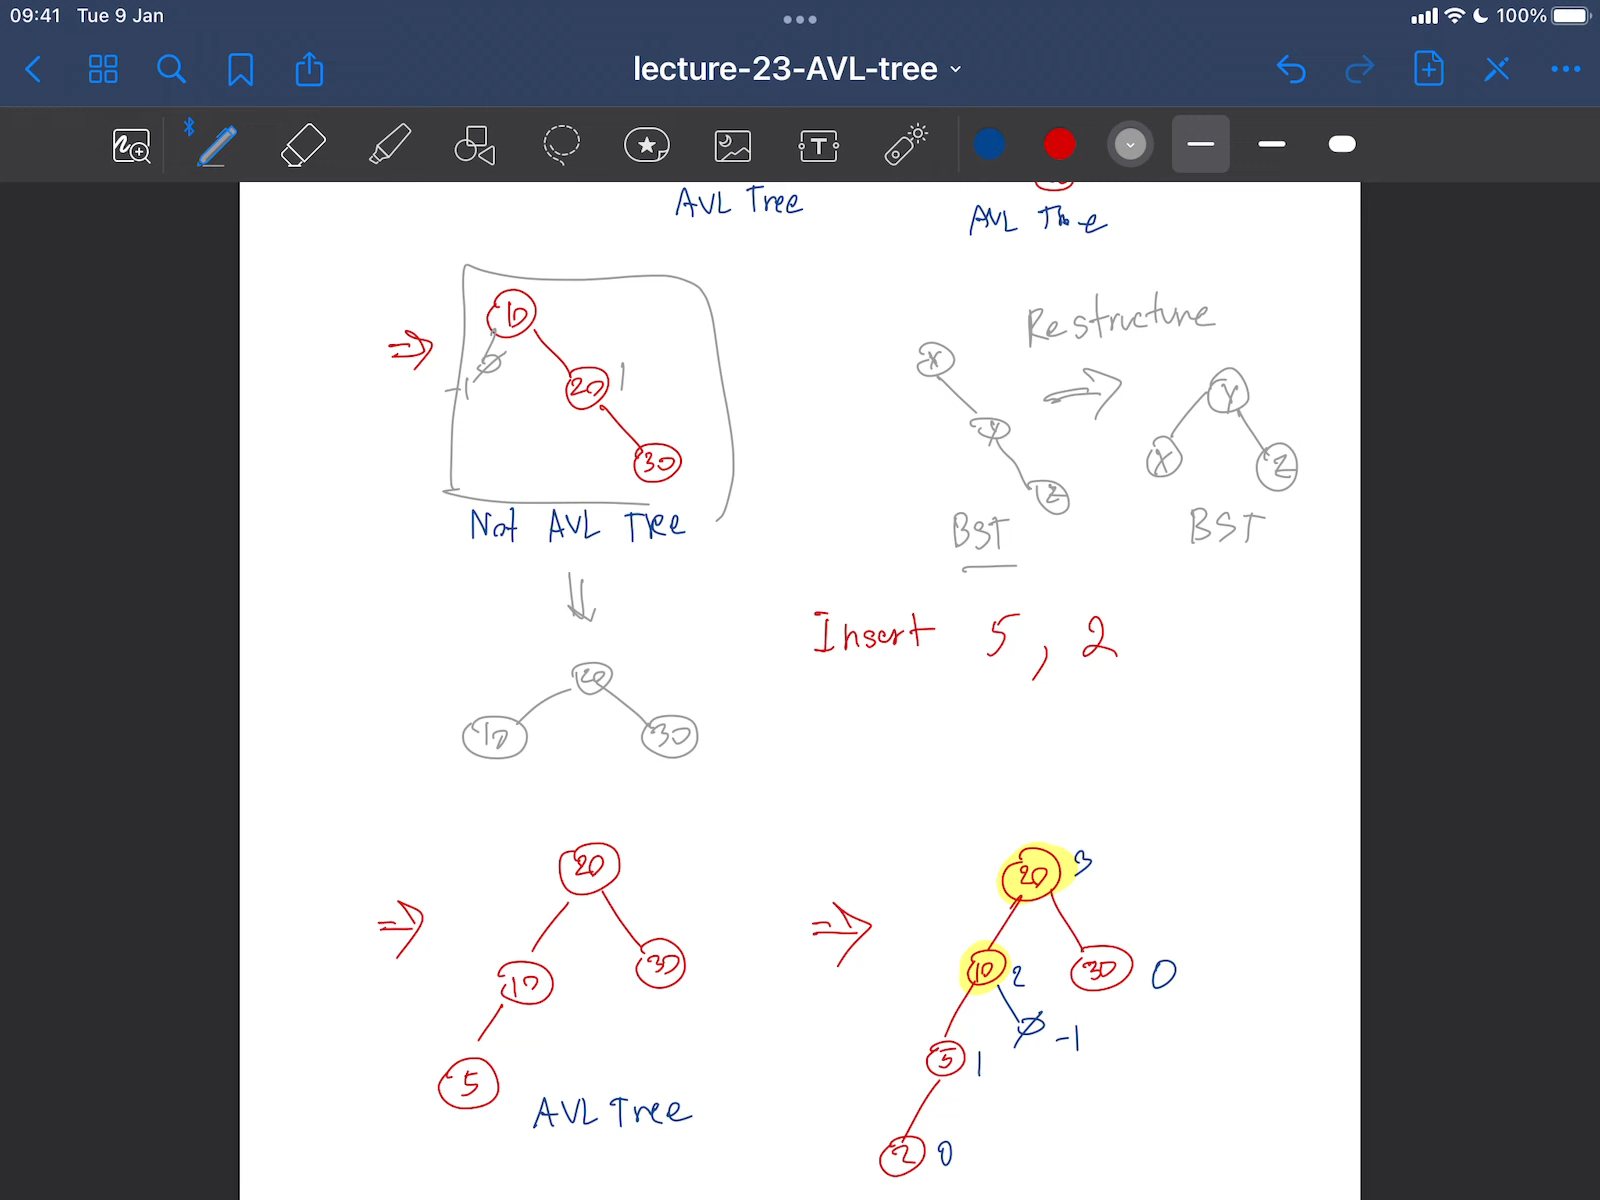 09:41 Tue 9 Jan
100%
lecture-23-AVL-tree
T
AVL Tree
AVL Tree
Restructure
10
∅
-1
20 1
30
X
Y
Z
Y
X
Z
Not AVL Tree
BST
BST
Insert 5, 2
20
10
30
20
10
30
5
AVL Tree
20 3
10 2
30 0
∅ -1
5 1
2 0